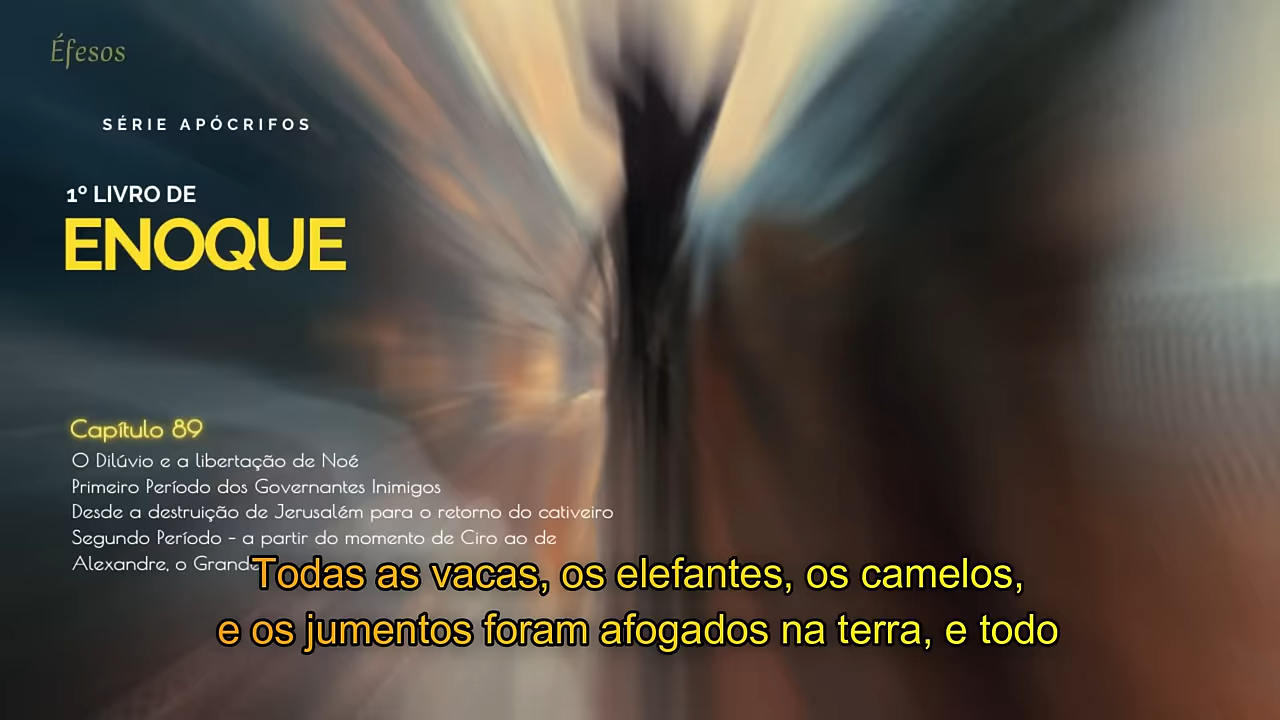 Éfesos
SÉRIE APÓCRIFOS
1º LIVRO DE
ENOQUE
Capítulo 89
O Dilúvio e a libertação de Noé
Primeiro Período dos Governantes Inimigos
Desde a destruição de Jerusalém para o retorno do cativeiro
Segundo Período - a partir do momento de Ciro ao de
Alexandre, o Grande
Todas as vacas, os elefantes, os camelos,
e os jumentos foram afogados na terra, e todo